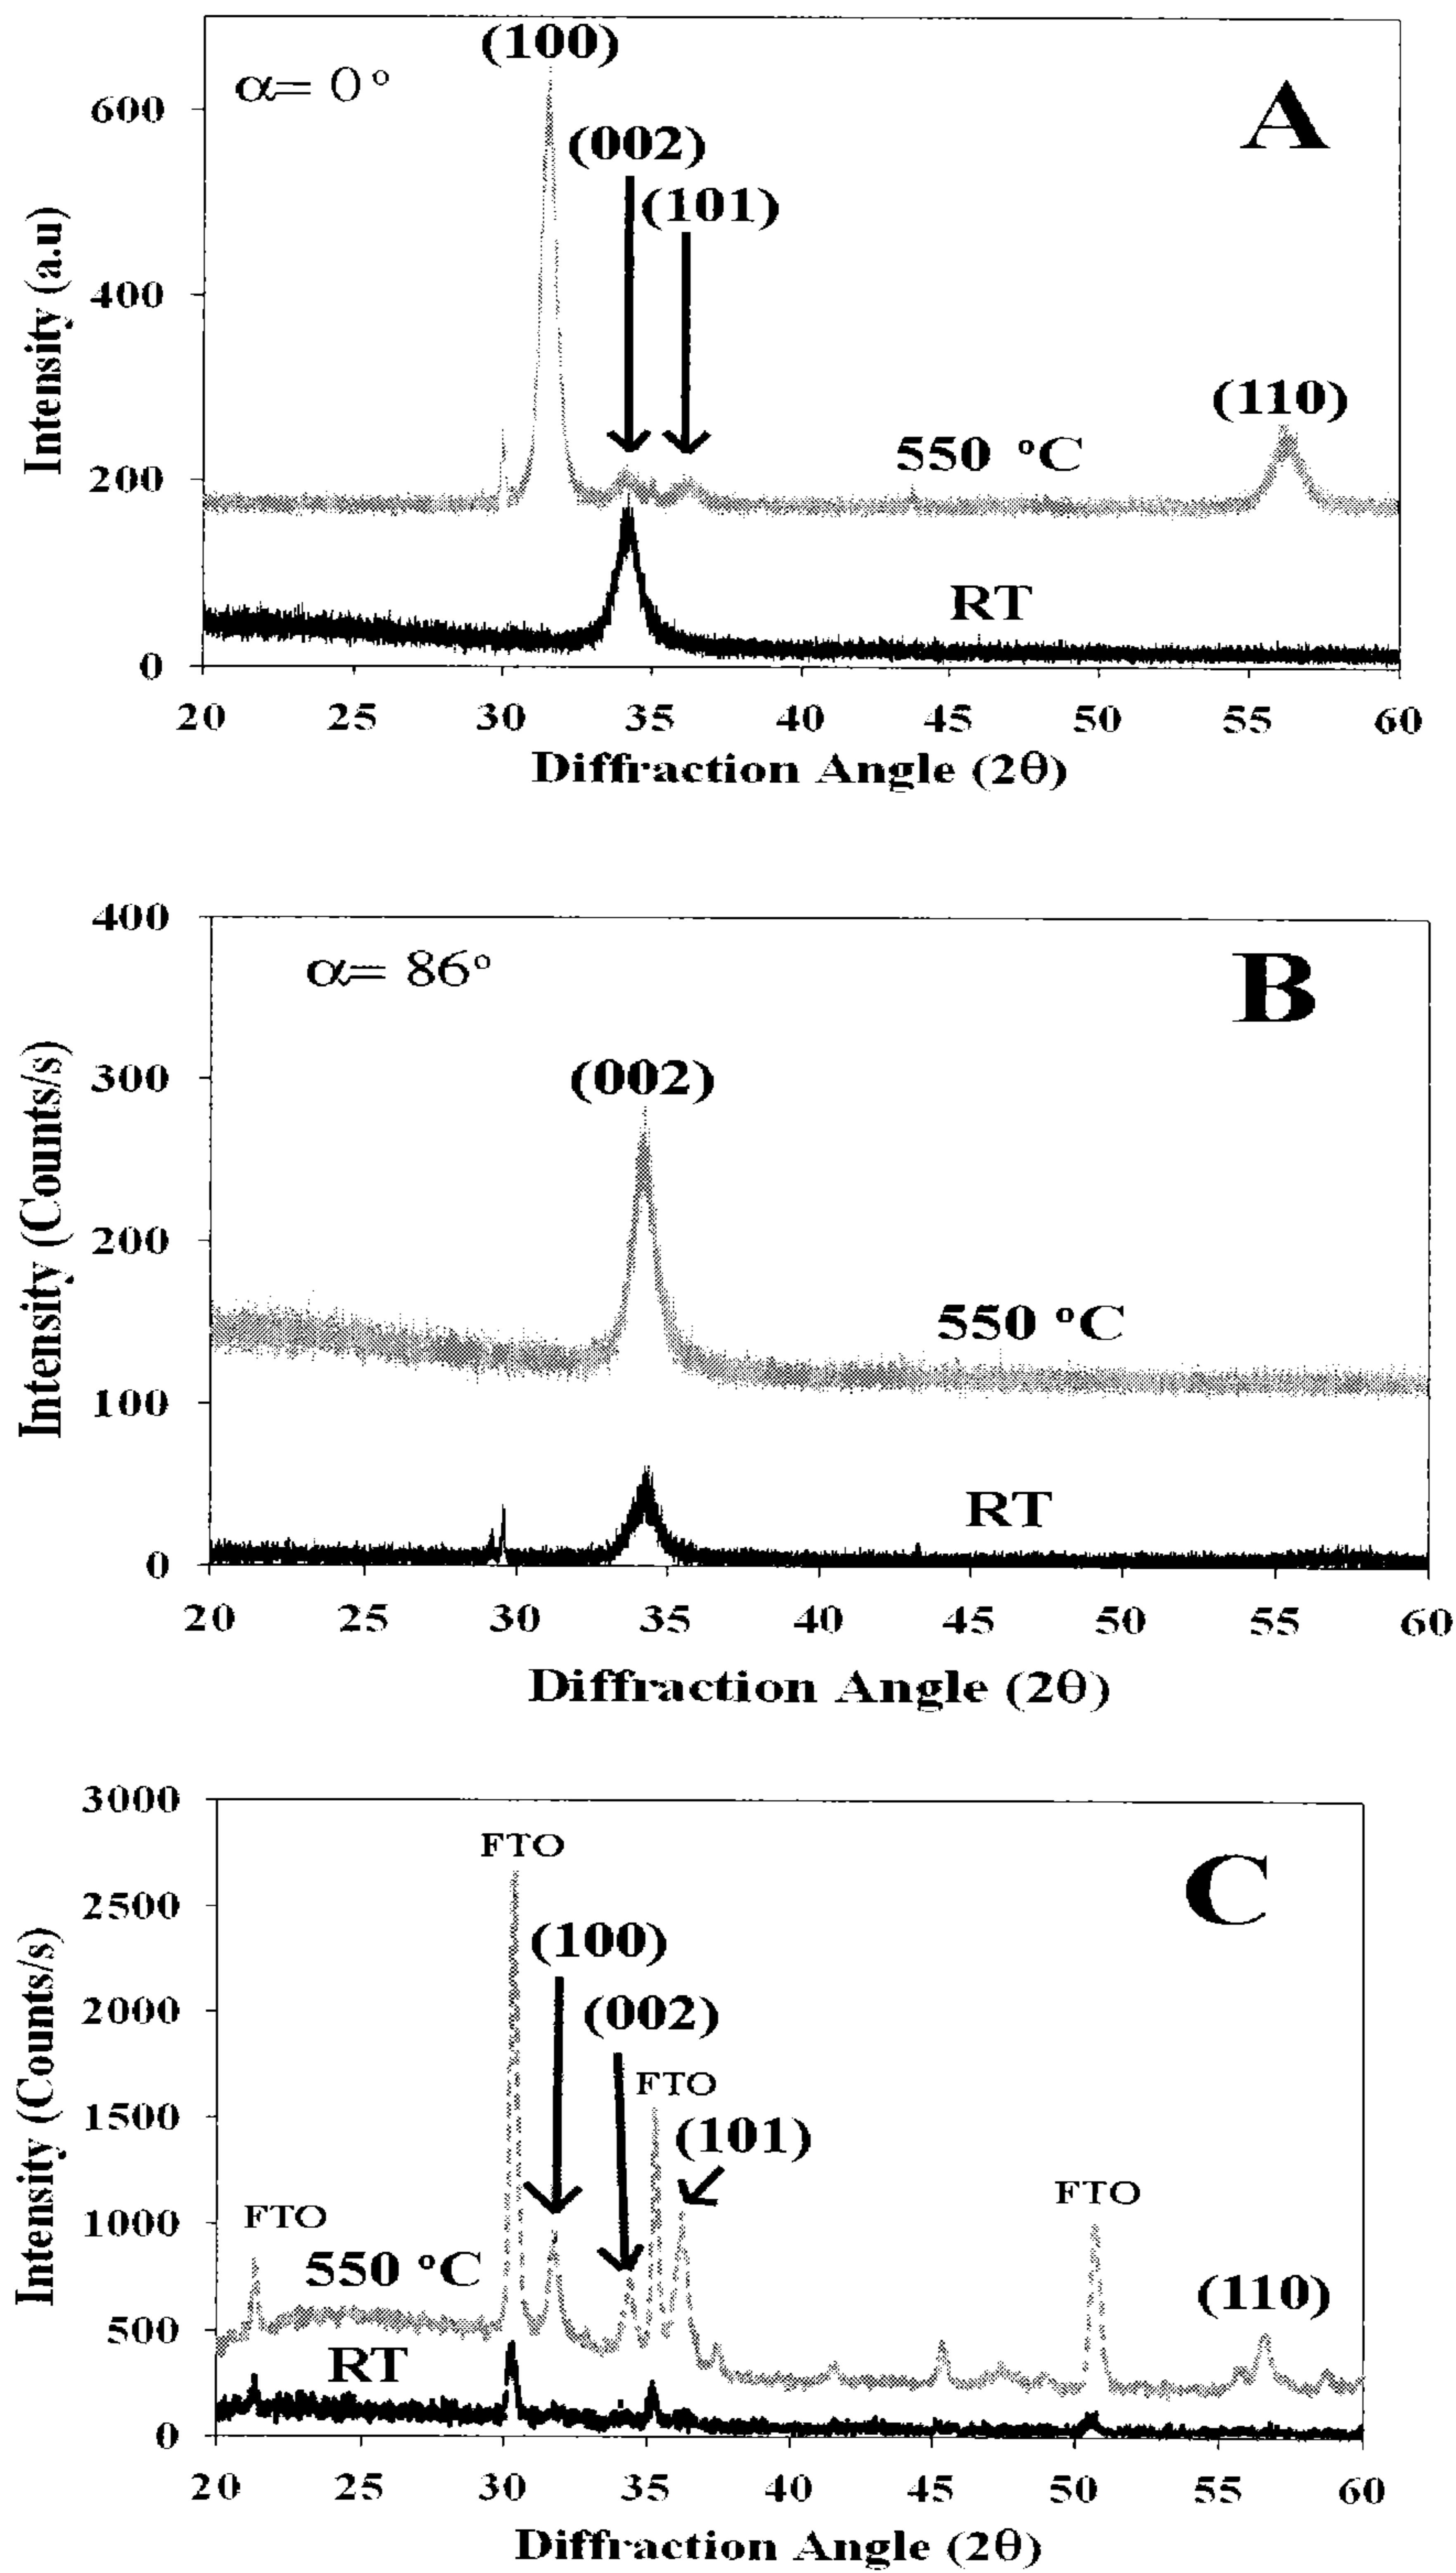 (100)
α= 0°
A
600
(002)
(101)
400
(110)
550 °C
200
RT
0
20 25 30 35 40 45 50 55 60
Intensity (a.u)
Diffraction Angle (2θ)
400
α= 86°
B
300
(002)
200
550 °C
100
RT
0
20 25 30 35 40 45 50 55 60
Intensity (Counts/s)
Diffraction Angle (2θ)
3000
FTO
C
2500
(100)
2000
(002)
FTO
1500
(101)
FTO
1000
FTO
550 °C
(110)
500
RT
0
20 25 30 35 40 45 50 55 60
Intensity (Counts/s)
Diffraction Angle (2θ)